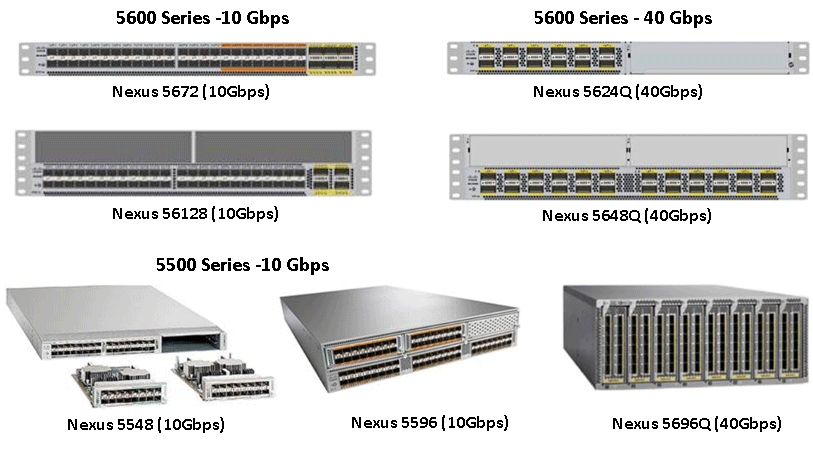 5600 Series -10 Gbps
5600 Series - 40 Gbps
Nexus 5672 (10Gbps)
Nexus 5624Q (40Gbps)
Nexus 56128 (10Gbps)
Nexus 5648Q (40Gbps)
5500 Series -10 Gbps
Nexus 5548 (10Gbps)
Nexus 5596 (10Gbps)
Nexus 5696Q (40Gbps)